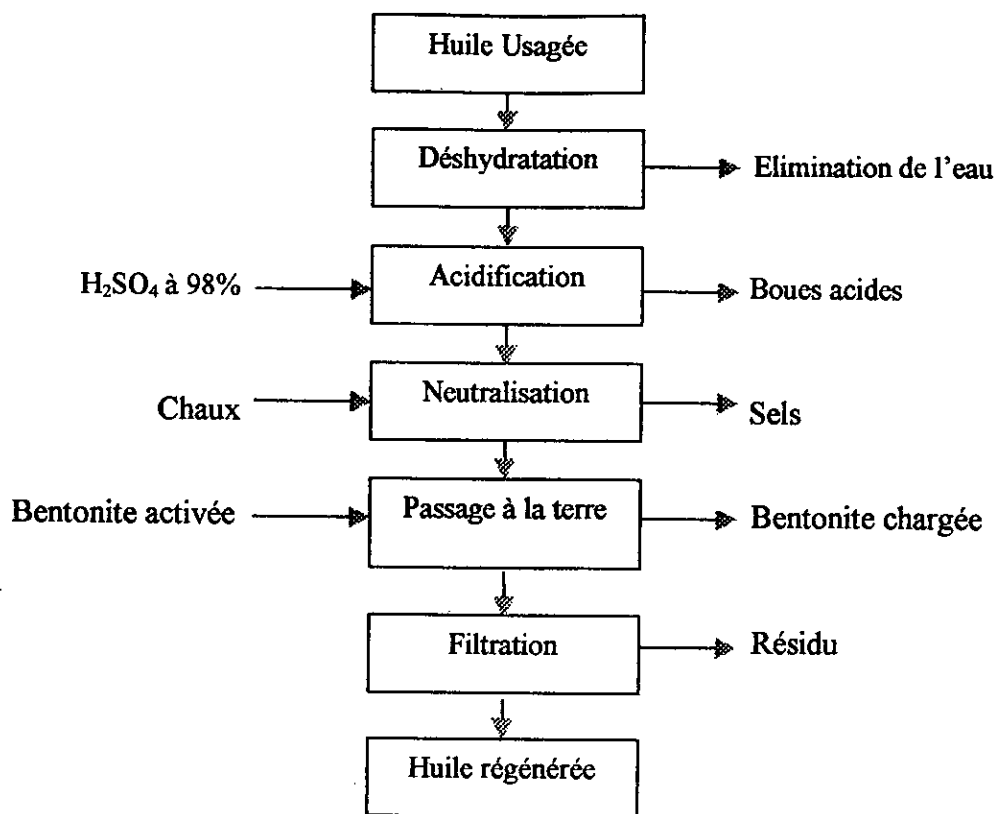 Huile Usagée
Déshydratation
Elimination de l'eau
H₂SO₄ à 98%
Acidification
Boues acides
Chaux
Neutralisation
Sels
Bentonite activée
Passage à la terre
Bentonite chargée
Filtration
Résidu
Huile régénérée